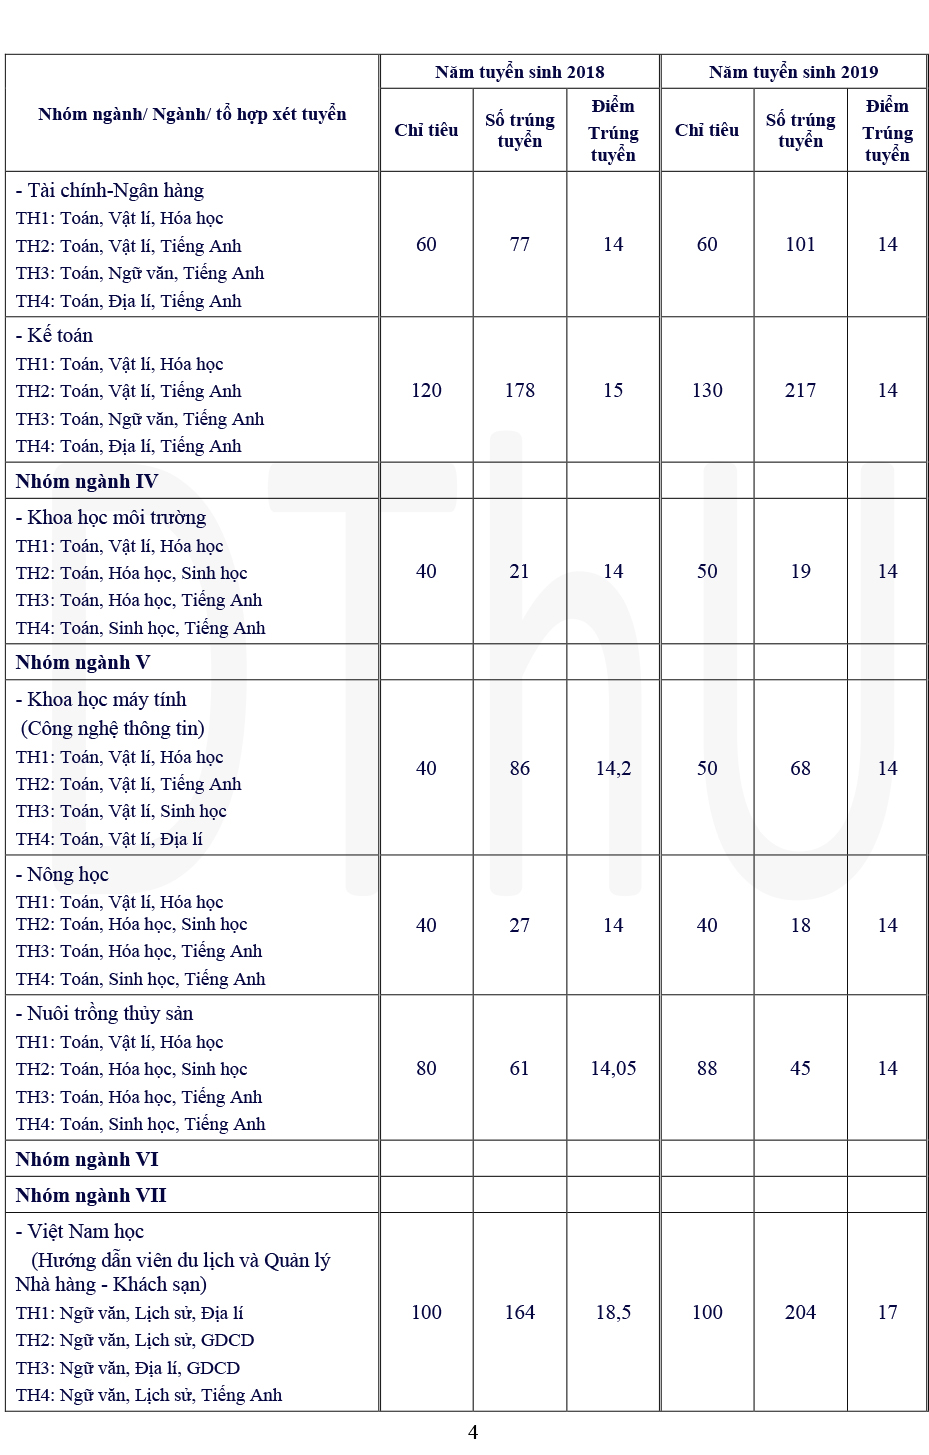 Nhóm ngành/ Ngành/ tổ hợp xét tuyển
Năm tuyển sinh 2018
Năm tuyển sinh 2019
Chỉ tiêu
Số trúng
tuyển
Điểm
Trúng
tuyển
Chỉ tiêu
Số trúng
tuyển
Điểm
Trúng
tuyển
- Tài chính-Ngân hàng
TH1: Toán, Vật lí, Hóa học
TH2: Toán, Vật lí, Tiếng Anh
TH3: Toán, Ngữ văn, Tiếng Anh
TH4: Toán, Địa lí, Tiếng Anh
60 77 14 60 101 14
- Kế toán
TH1: Toán, Vật lí, Hóa học
TH2: Toán, Vật lí, Tiếng Anh
TH3: Toán, Ngữ văn, Tiếng Anh
TH4: Toán, Địa lí, Tiếng Anh
120 178 15 130 217 14
Nhóm ngành IV
- Khoa học môi trường
TH1: Toán, Vật lí, Hóa học
TH2: Toán, Hóa học, Sinh học
TH3: Toán, Hóa học, Tiếng Anh
TH4: Toán, Sinh học, Tiếng Anh
40 21 14 50 19 14
Nhóm ngành V
- Khoa học máy tính
(Công nghệ thông tin)
TH1: Toán, Vật lí, Hóa học
TH2: Toán, Vật lí, Tiếng Anh
TH3: Toán, Vật lí, Sinh học
TH4: Toán, Vật lí, Địa lí
40 86 14,2 50 68 14
- Nông học
TH1: Toán, Vật lí, Hóa học
TH2: Toán, Hóa học, Sinh học
TH3: Toán, Hóa học, Tiếng Anh
TH4: Toán, Sinh học, Tiếng Anh
40 27 14 40 18 14
- Nuôi trồng thủy sản
TH1: Toán, Vật lí, Hóa học
TH2: Toán, Hóa học, Sinh học
TH3: Toán, Hóa học, Tiếng Anh
TH4: Toán, Sinh học, Tiếng Anh
80 61 14,05 88 45 14
Nhóm ngành VI
Nhóm ngành VII
- Việt Nam học
(Hướng dẫn viên du lịch và Quản lý
Nhà hàng - Khách sạn)
TH1: Ngữ văn, Lịch sử, Địa lí
TH2: Ngữ văn, Lịch sử, GDCD
TH3: Ngữ văn, Địa lí, GDCD
TH4: Ngữ văn, Lịch sử, Tiếng Anh
100 164 18,5 100 204 17
DThU
4